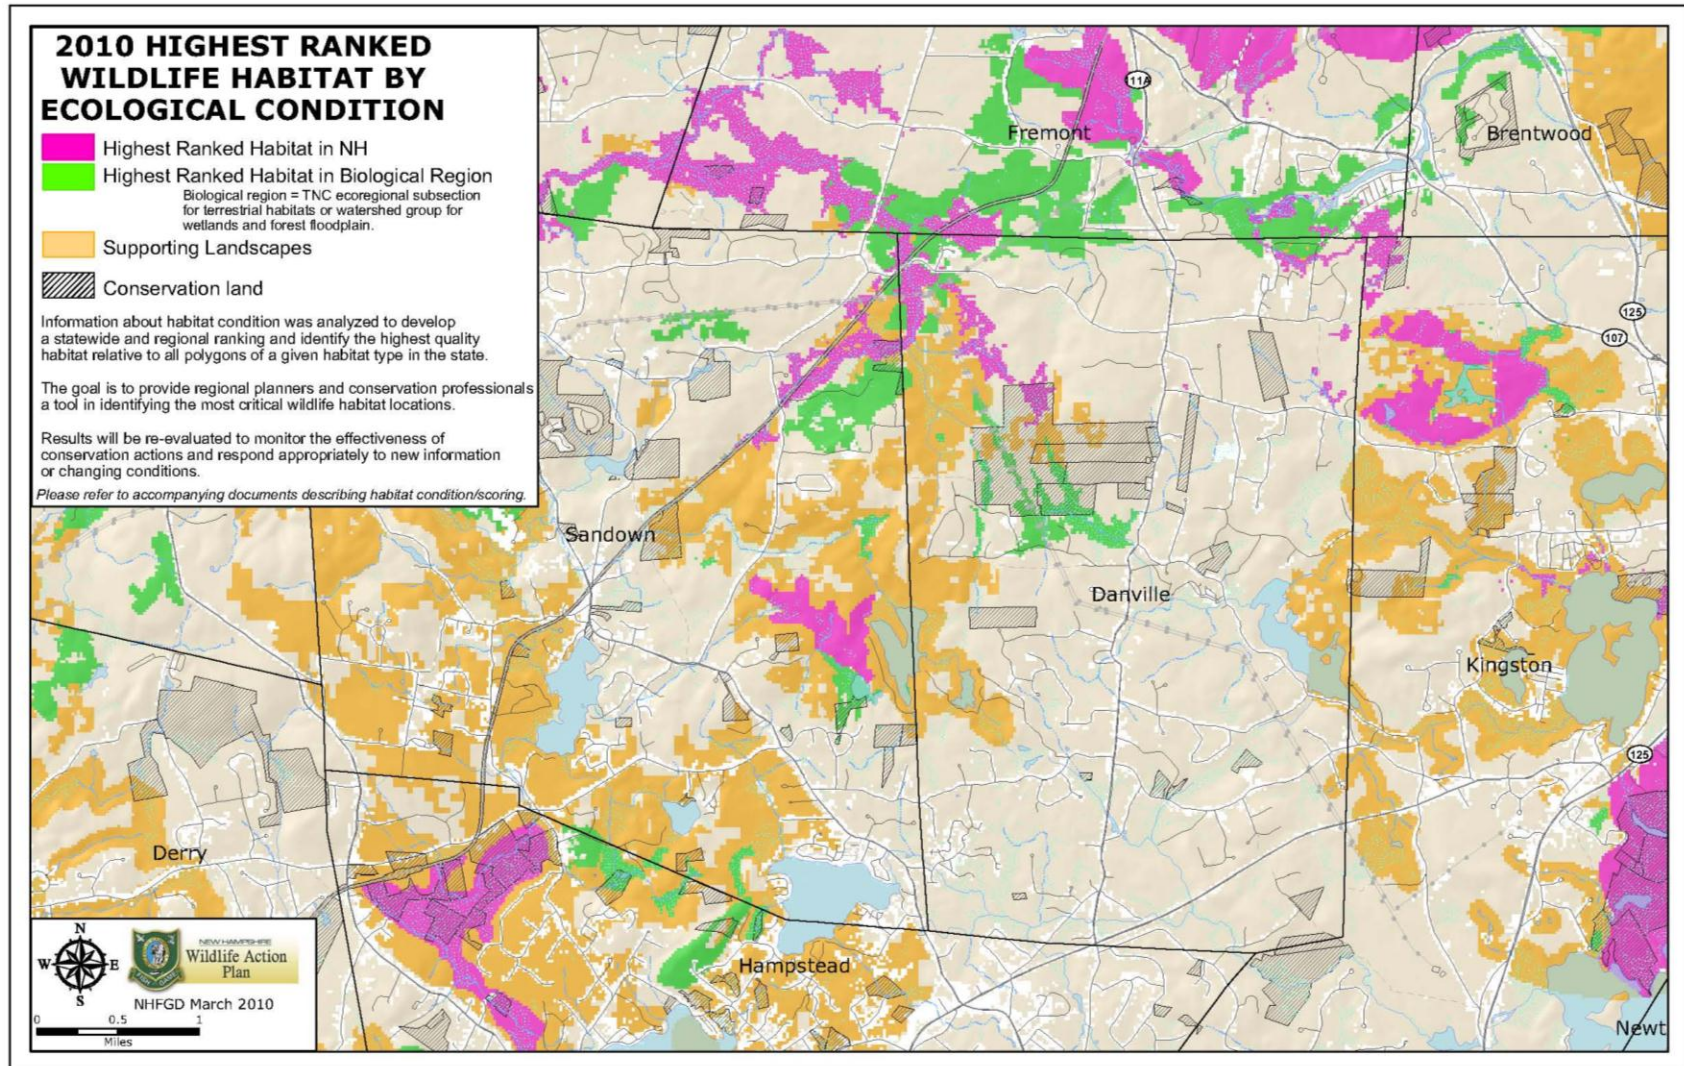 2010 HIGHEST RANKED
WILDLIFE HABITAT BY
ECOLOGICAL CONDITION
Highest Ranked Habitat in NH
Highest Ranked Habitat in Biological Region
Biological region = TNC ecoregional subsection
for terrestrial habitats or watershed group for
wetlands and forest floodplain.
Supporting Landscapes
Conservation land
Information about habitat condition was analyzed to develop
a statewide and regional ranking and identify the highest quality
habitat relative to all polygons of a given habitat type in the state.
The goal is to provide regional planners and conservation professionals
a tool in identifying the most critical wildlife habitat locations.
Results will be re-evaluated to monitor the effectiveness of
conservation actions and respond appropriately to new information
or changing conditions.
Please refer to accompanying documents describing habitat condition/scoring.
111A
Fremont
Brentwood
125
107
Sandown
Danville
Kingston
125
Derry
Hampstead
Newt
N
W E
S
NEW HAMPSHIRE
Wildlife Action
Plan
NHFGD March 2010
0 0.5 1
Miles